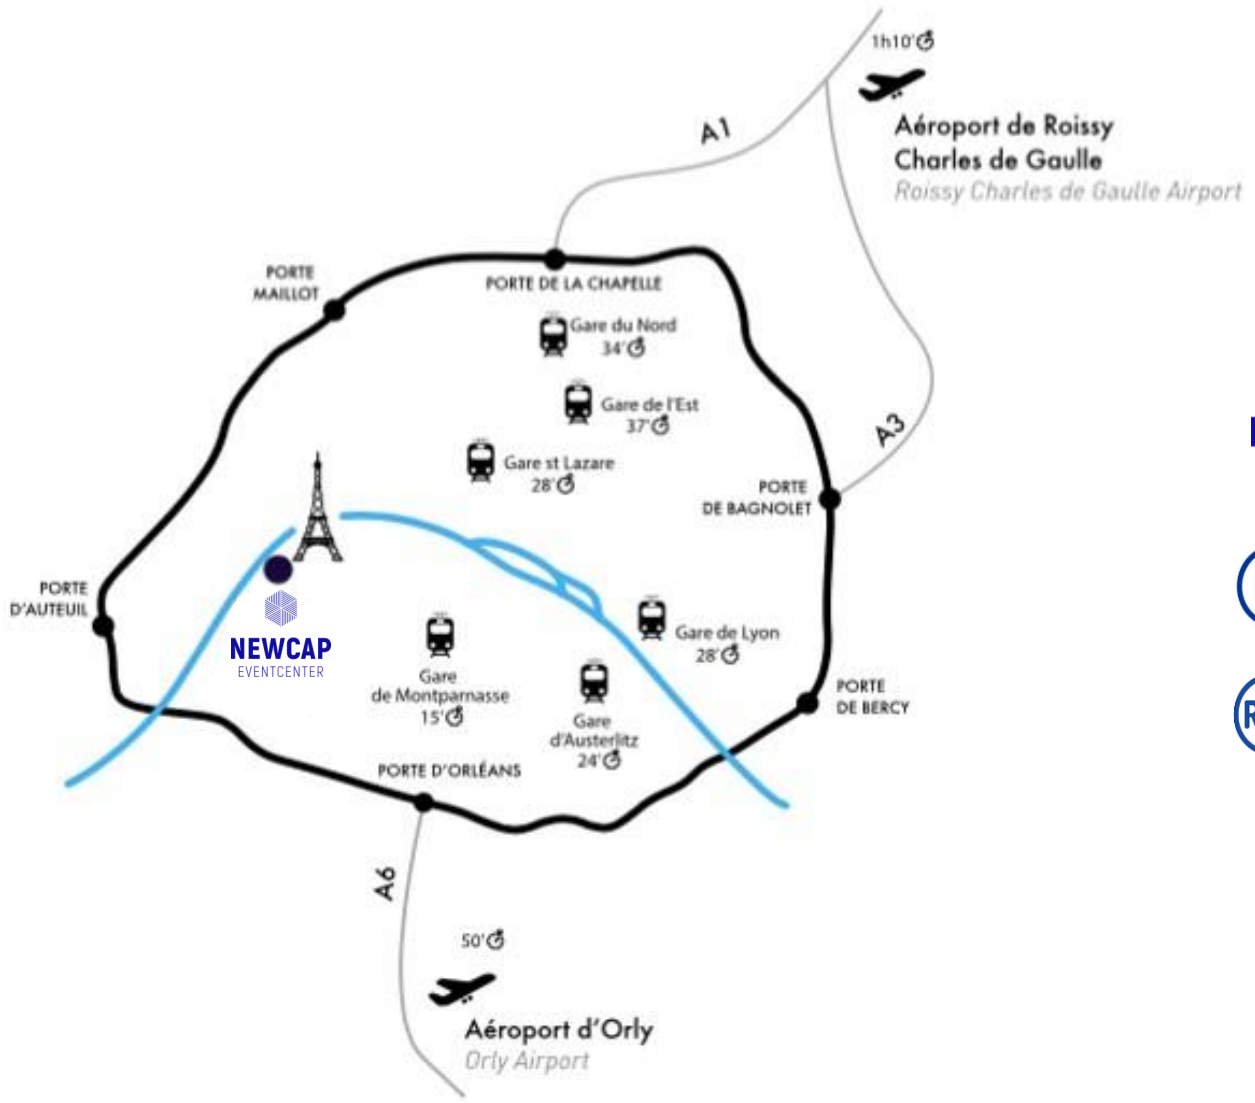 1h10'
Aéroport de Roissy
Charles de Gaulle
Roissy Charles de Gaulle Airport
A1
PORTE
MAILLOT
PORTE DE LA CHAPELLE
Gare du Nord
34'
Gare de l'Est
37'
A3
Gare st Lazare
28'
PORTE
DE BAGNOLET
PORTE
D'AUTEUIL
NEWCAP
EVENTCENTER
Gare de Lyon
28'
Gare
de Montparnasse
15'
Gare
d'Austerlitz
24'
PORTE
DE BERCY
PORTE D'ORLÉANS
A6
50'
Aéroport d'Orly
Orly Airport